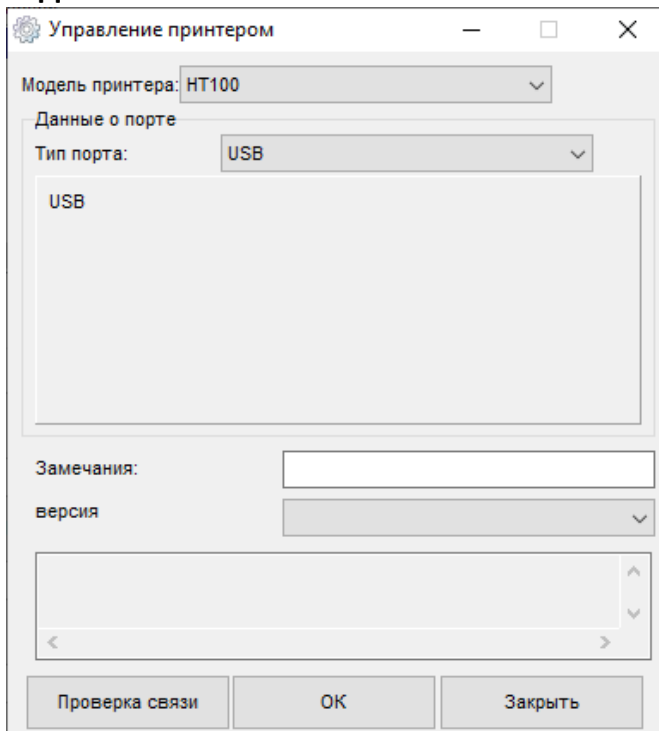 Управление принтером
Модель принтера: HT100
Данные о порте
Тип порта: USB
USB
Замечания:
версия
Проверка связи OK Закрыть